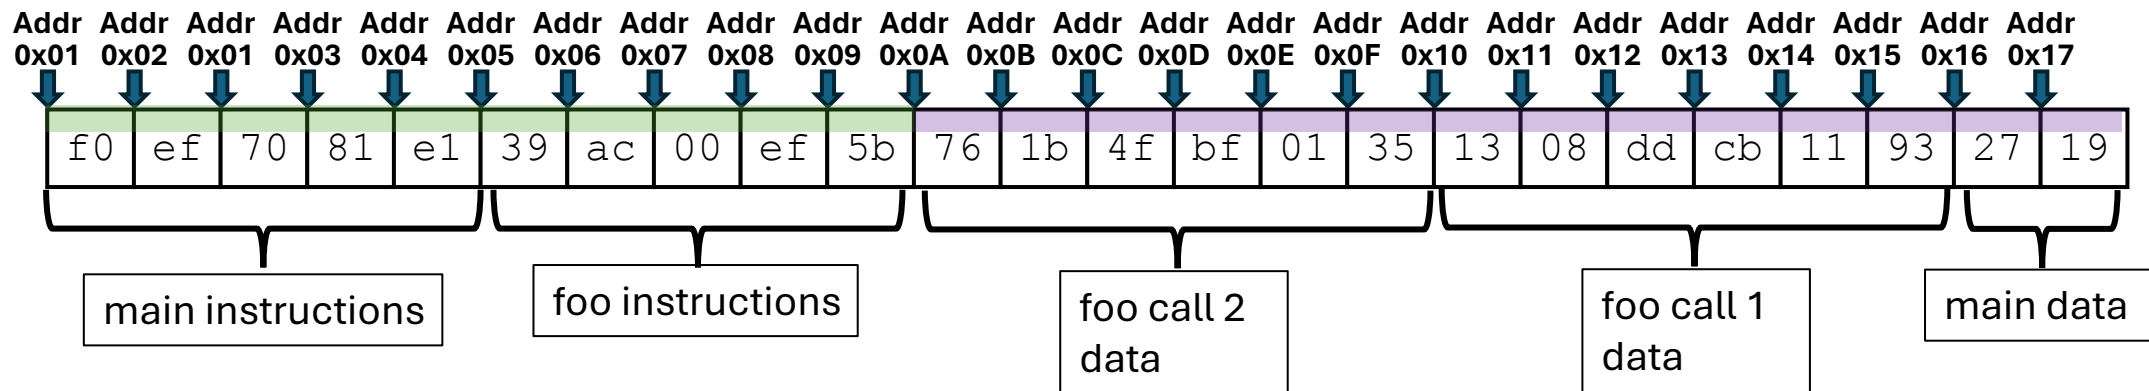 Addr Addr Addr Addr Addr Addr Addr Addr Addr Addr Addr Addr Addr Addr Addr Addr Addr Addr Addr Addr Addr Addr Addr Addr
0x01 0x02 0x01 0x03 0x04 0x05 0x06 0x07 0x08 0x09 0x0A 0x0B 0x0C 0x0D 0x0E 0x0F 0x10 0x11 0x12 0x13 0x14 0x15 0x16 0x17
f0 ef 70 81 e1 39 ac 00 ef 5b 76 1b 4f bf 01 35 13 08 dd cb 11 93 27 19
main instructions
foo instructions
foo call 2
data
foo call 1
data
main data